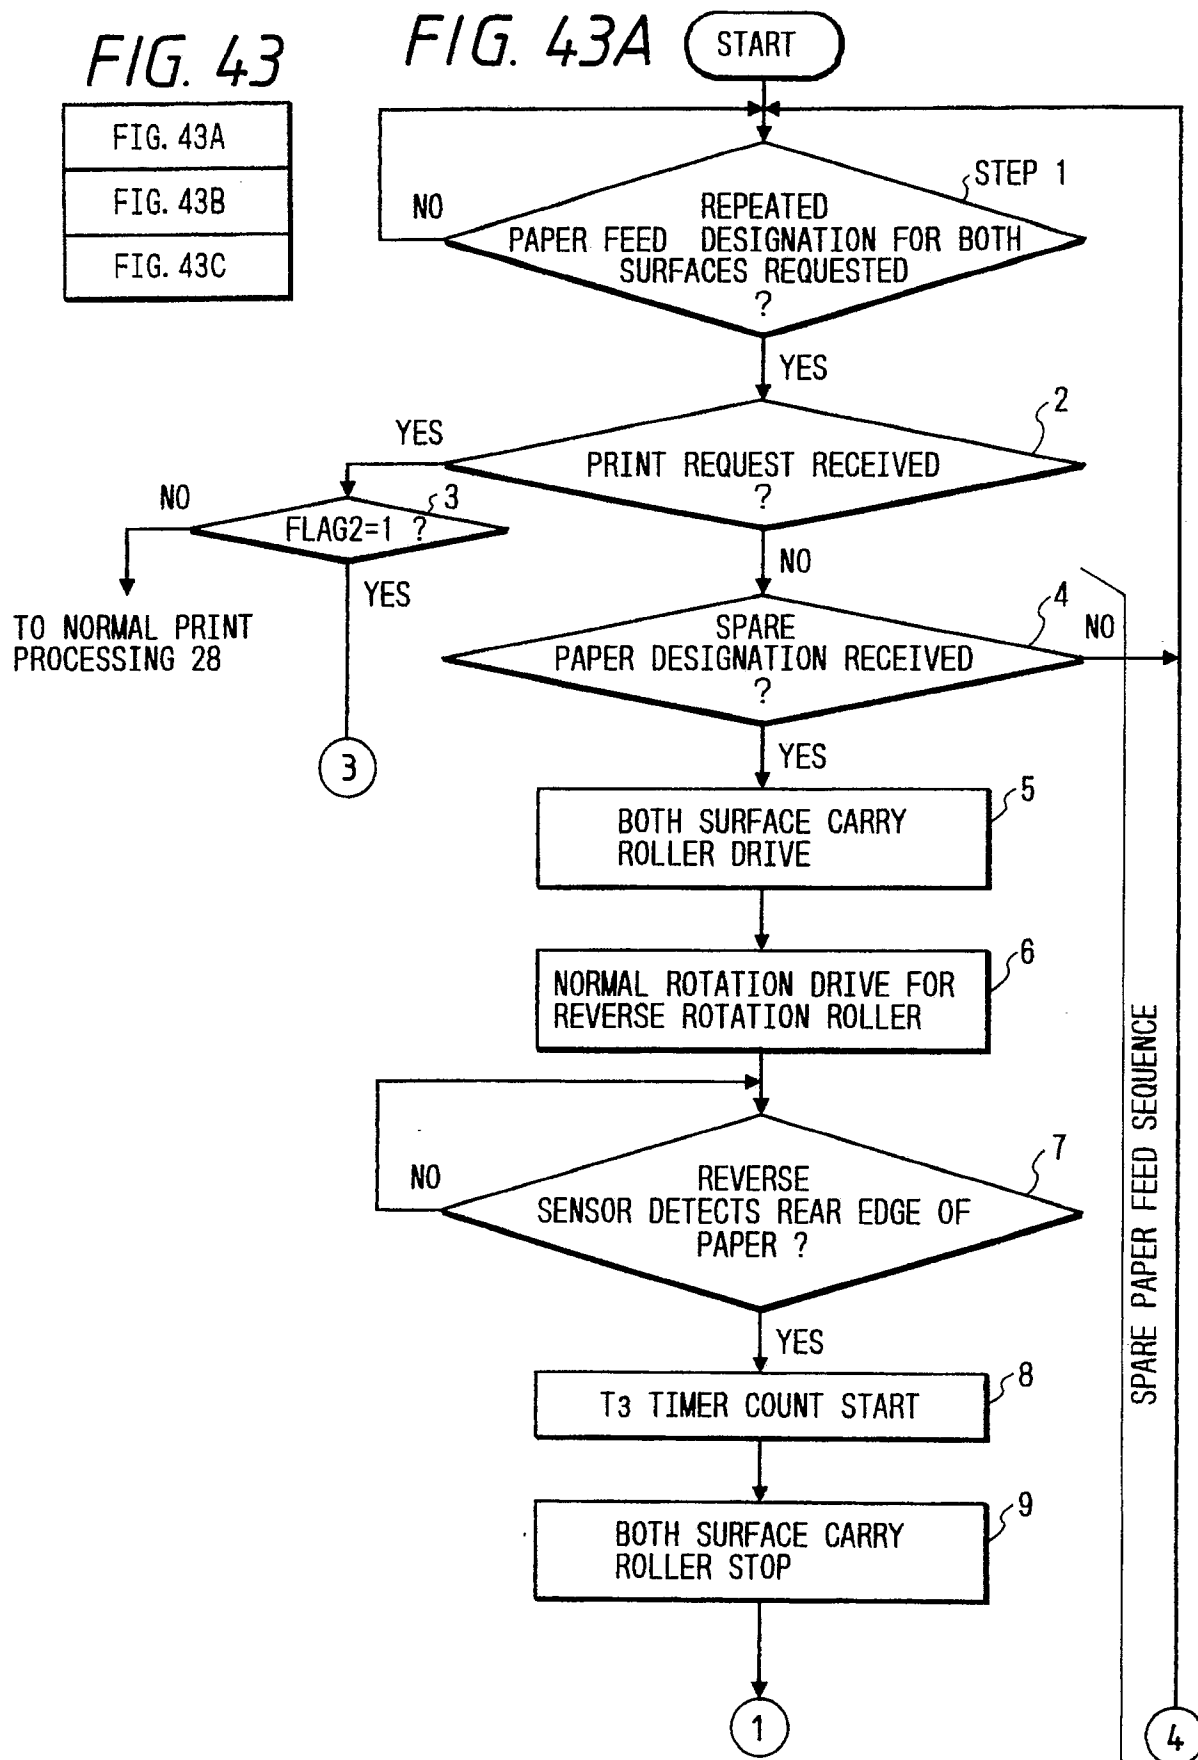 FIG. 43
FIG. 43A
FIG. 43B
FIG. 43C
FIG. 43A
START
STEP 1
REPEATED
PAPER FEED DESIGNATION FOR BOTH
SURFACES REQUESTED
?
NO
YES
2
PRINT REQUEST RECEIVED
?
YES
NO
3
FLAG2=1 ?
NO
YES
TO NORMAL PRINT
PROCESSING 28
3
4
SPARE
PAPER DESIGNATION RECEIVED
?
NO
YES
5
BOTH SURFACE CARRY
ROLLER DRIVE
6
NORMAL ROTATION DRIVE FOR
REVERSE ROTATION ROLLER
7
REVERSE
SENSOR DETECTS REAR EDGE OF
PAPER ?
NO
YES
8
T3 TIMER COUNT START
9
BOTH SURFACE CARRY
ROLLER STOP
1
SPARE PAPER FEED SEQUENCE
4